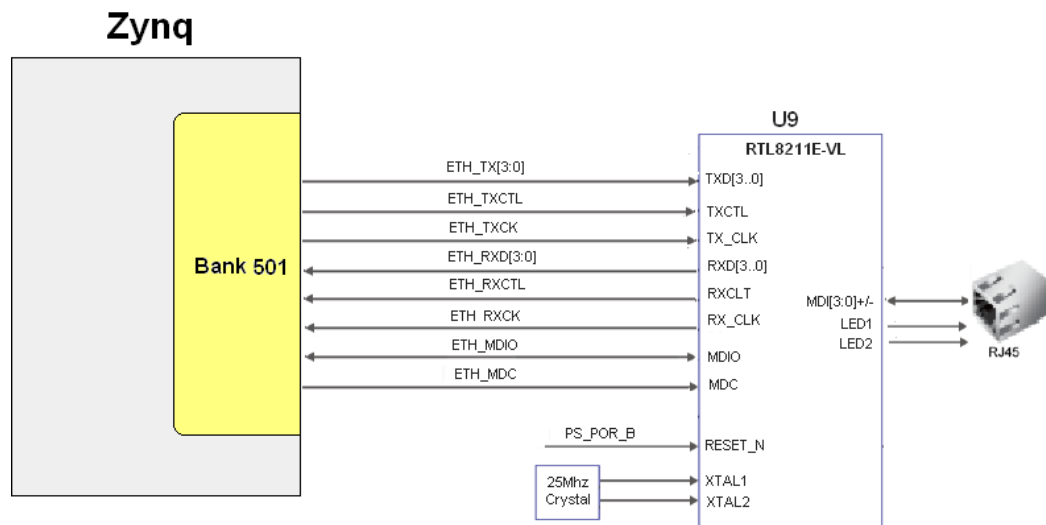 Zynq
U9
RTL8211E-VL
ETH_TX[3:0]
TXD[3..0]
ETH_TXCTL
TXCTL
ETH_TXCK
TX_CLK
Bank 501
ETH_RXD[3:0]
RXD[3..0]
ETH_RXCTL
RXCLT
MDI[3:0]+/-
ETH_RXCK
RX_CLK
LED1
ETH_MDIO
LED2
MDIO
RJ45
ETH_MDC
MDC
PS_POR_B
RESET_N
25Mhz
Crystal
XTAL1
XTAL2